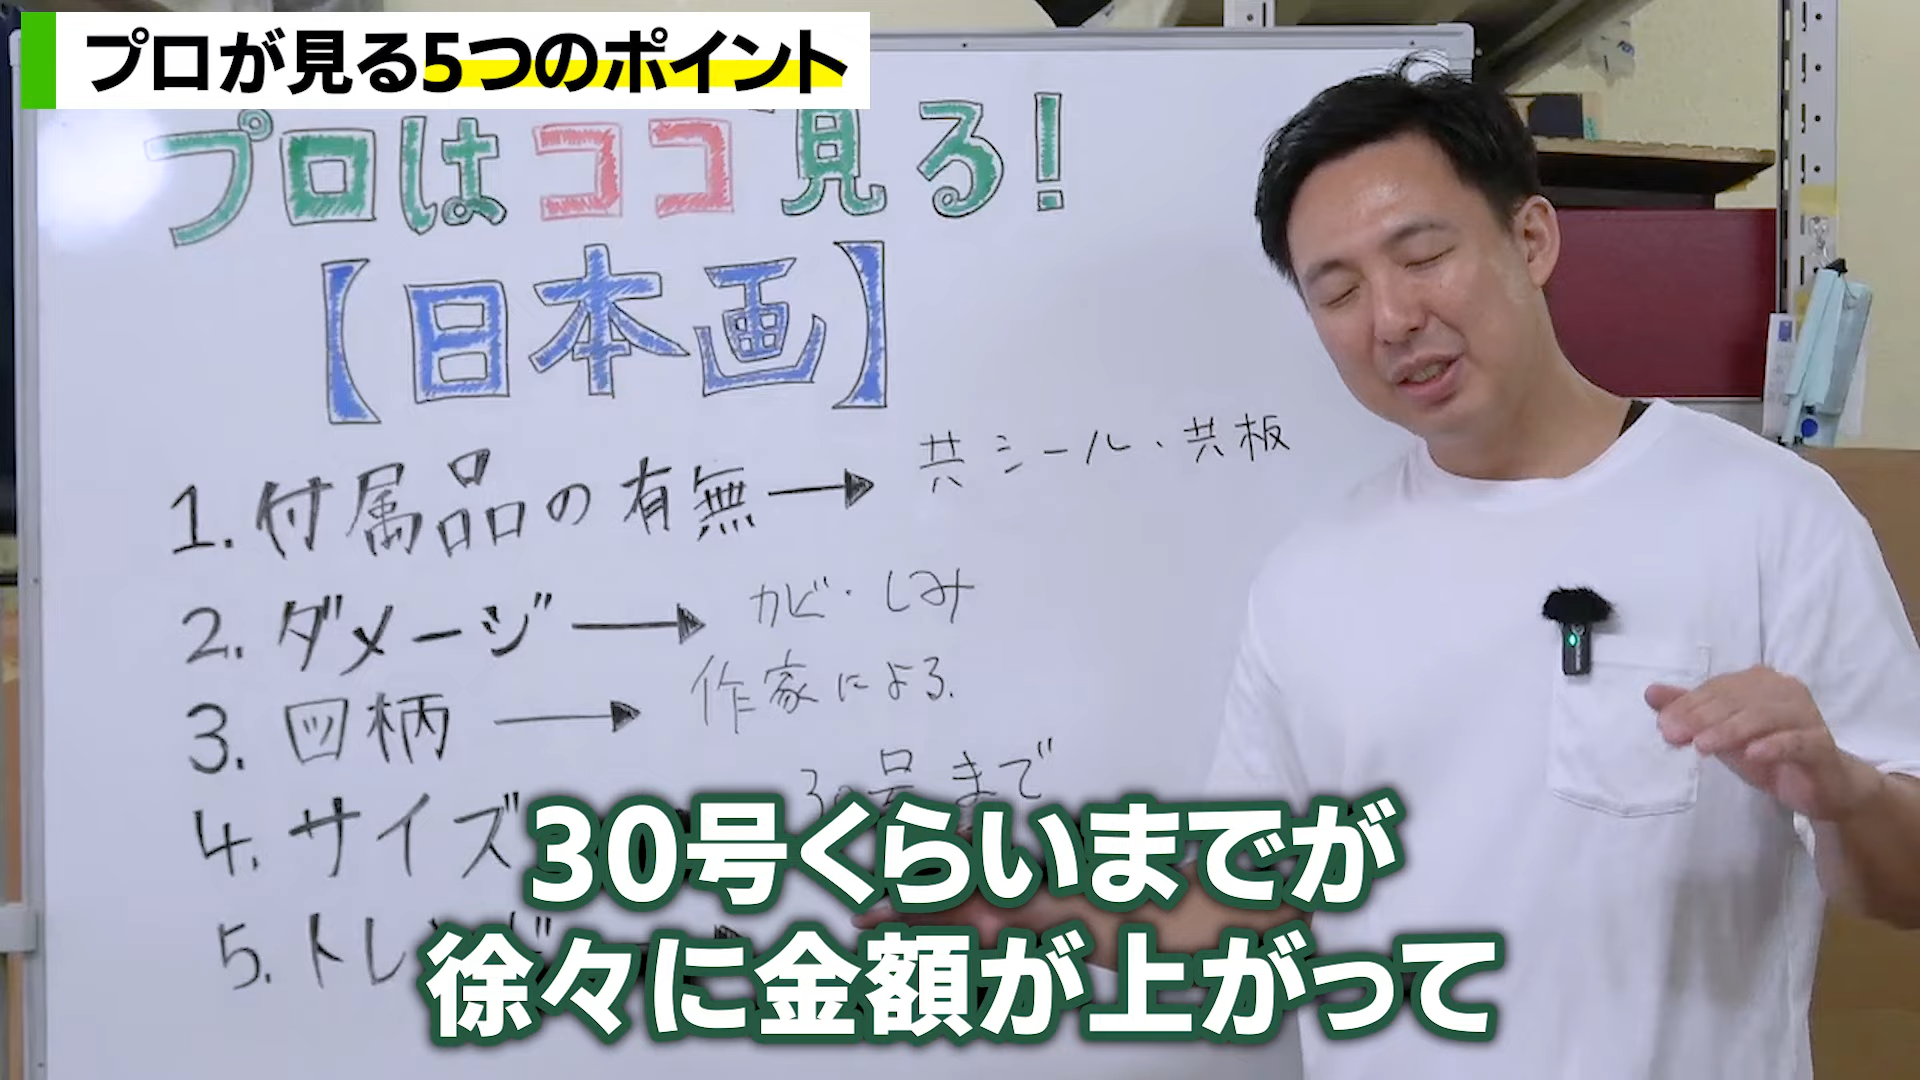 プロが見る5つのポイント
プロはココ見る!
【日本画】
1.付属品の有無→共シール・共板
2.ダメージ→カビ・しみ
3.図柄→作家による.
4.サイズ 30号まで
5.トレンド→
30号くらいまでが
徐々に金額が上がって